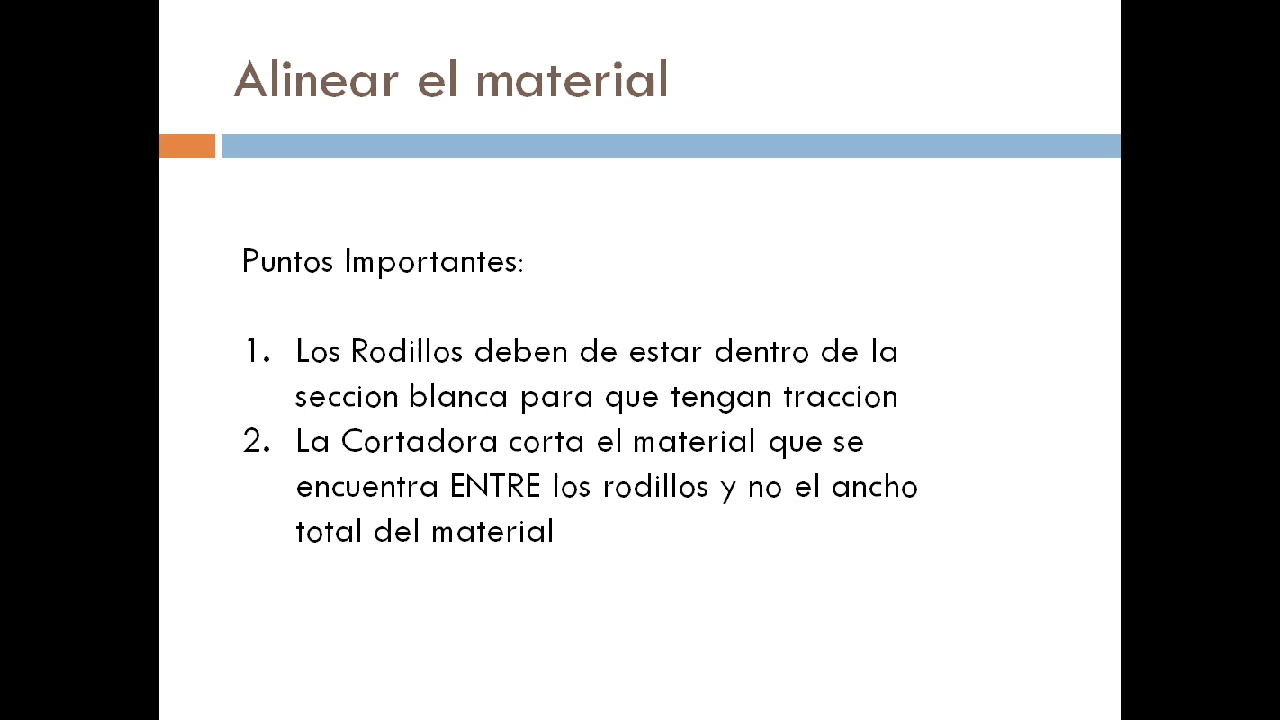 Alinear el material
Puntos Importantes:
1. Los Rodillos deben de estar dentro de la
seccion blanca para que tengan traccion
2. La Cortadora corta el material que se
encuentra ENTRE los rodillos y no el ancho
total del material